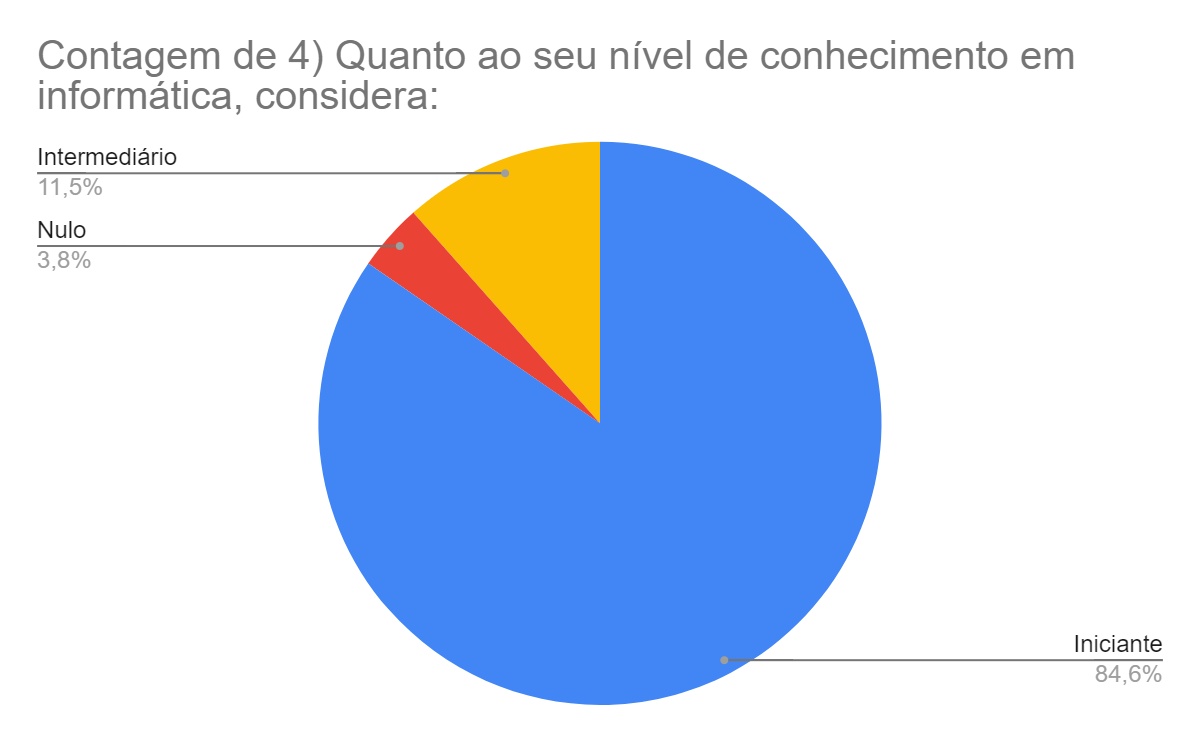 Contagem de 4) Quanto ao seu nível de conhecimento em
informática, considera:
Intermediário
11,5%
Nulo
3,8%
Iniciante
84,6%